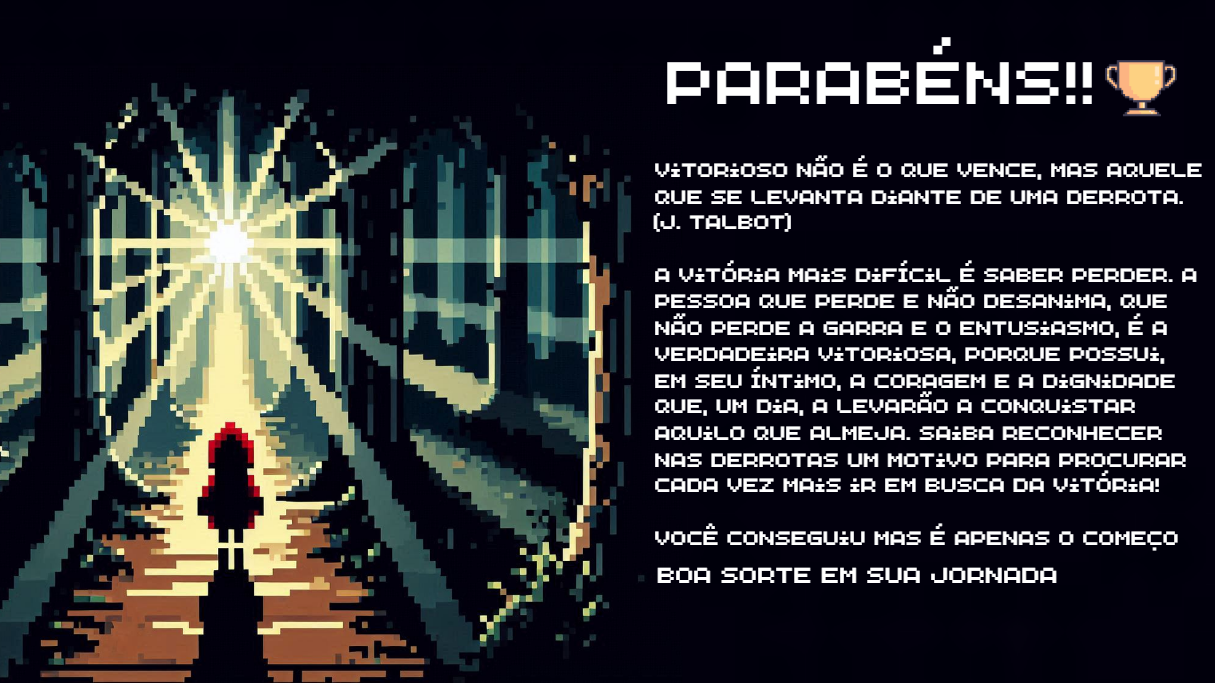 PARABÉNS!!
VITORIOSO NÃO É O QUE VENCE, MAS AQUELE
QUE SE LEVANTA DIANTE DE UMA DERROTA.
(J. TALBOT)
A VITÓRIA MAIS DIFÍCIL É SABER PERDER. A
PESSOA QUE PERDE E NÃO DESANIMA, QUE
NÃO PERDE A GARRA E O ENTUSIASMO, É A
VERDADEIRA VITORIOSA, PORQUE POSSUI,
EM SEU ÍNTIMO, A CORAGEM E A DIGNIDADE
QUE, UM DIA, A LEVARÃO A CONQUISTAR
AQUILO QUE ALMEJA. SAIBA RECONHECER
NAS DERROTAS UM MOTIVO PARA PROCURAR
CADA VEZ MAIS IR EM BUSCA DA VITÓRIA!
VOCÊ CONSEGUIU MAS É APENAS O COMEÇO
BOA SORTE EM SUA JORNADA